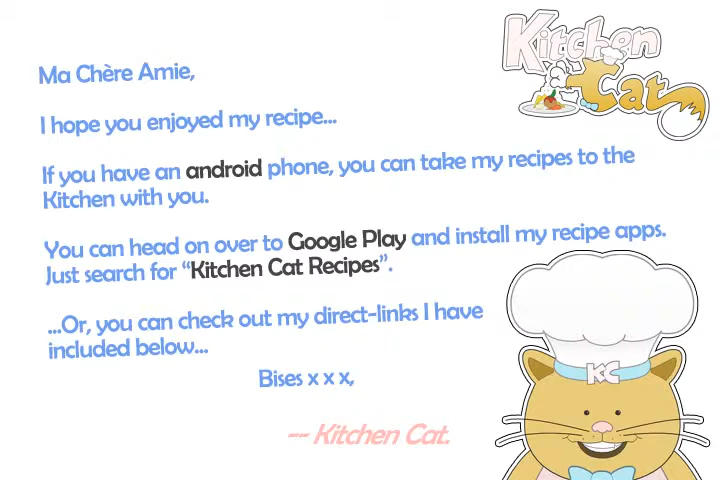 Kitchen
Cat
Ma Chère Amie,
I hope you enjoyed my recipe...
If you have an android phone, you can take my recipes to the
Kitchen with you.
You can head on over to Google Play and install my recipe apps.
Just search for “Kitchen Cat Recipes”.
...Or, you can check out my direct-links I have
included below...
Bises x x x,
-- Kitchen Cat.
KC